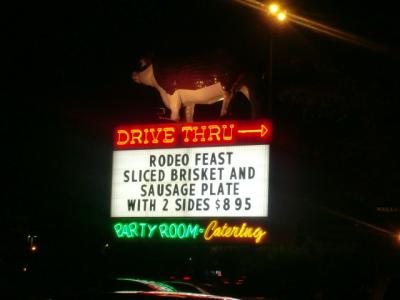 DRIVE THRU
RODEO FEAST
SLICED BRISKET AND
SAUSAGE PLATE
WITH 2 SIDES $895
PARTY ROOM - Catering